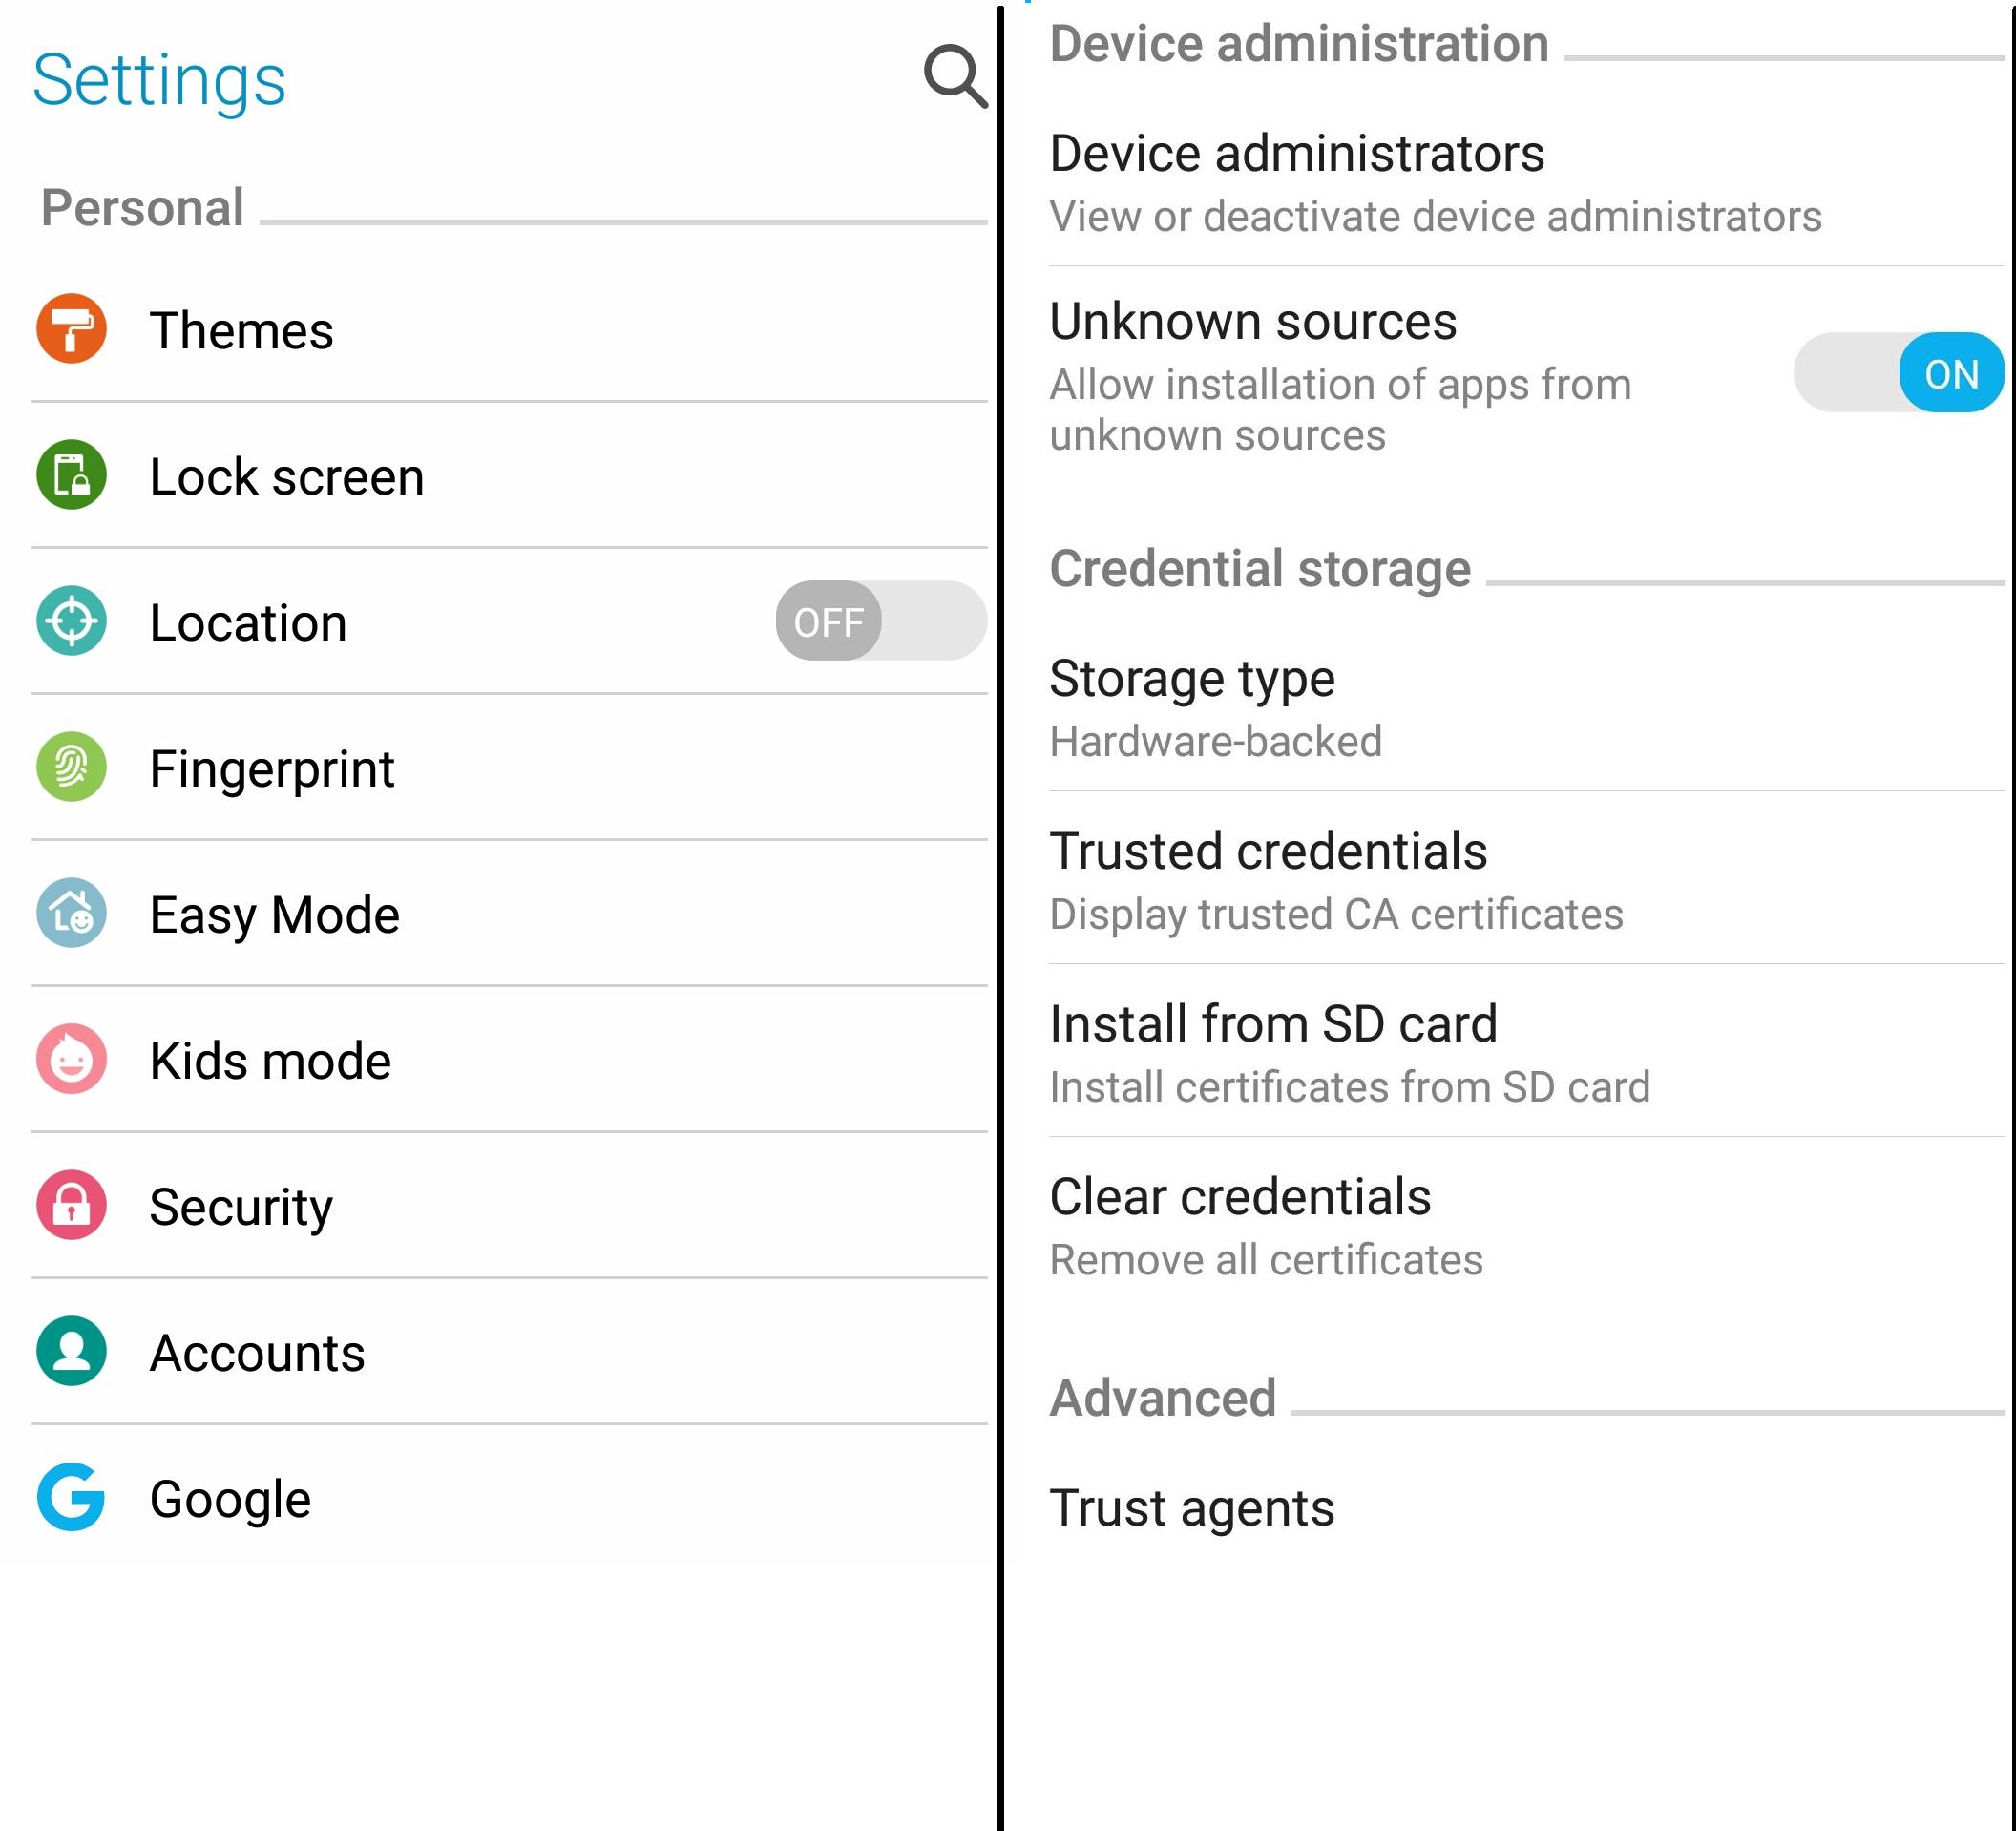 Settings
Personal
Themes
Lock screen
Location
OFF
Fingerprint
Easy Mode
Kids mode
Security
Accounts
Google
Device administration
Device administrators
View or deactivate device administrators
Unknown sources
Allow installation of apps from
unknown sources
ON
Credential storage
Storage type
Hardware-backed
Trusted credentials
Display trusted CA certificates
Install from SD card
Install certificates from SD card
Clear credentials
Remove all certificates
Advanced
Trust agents